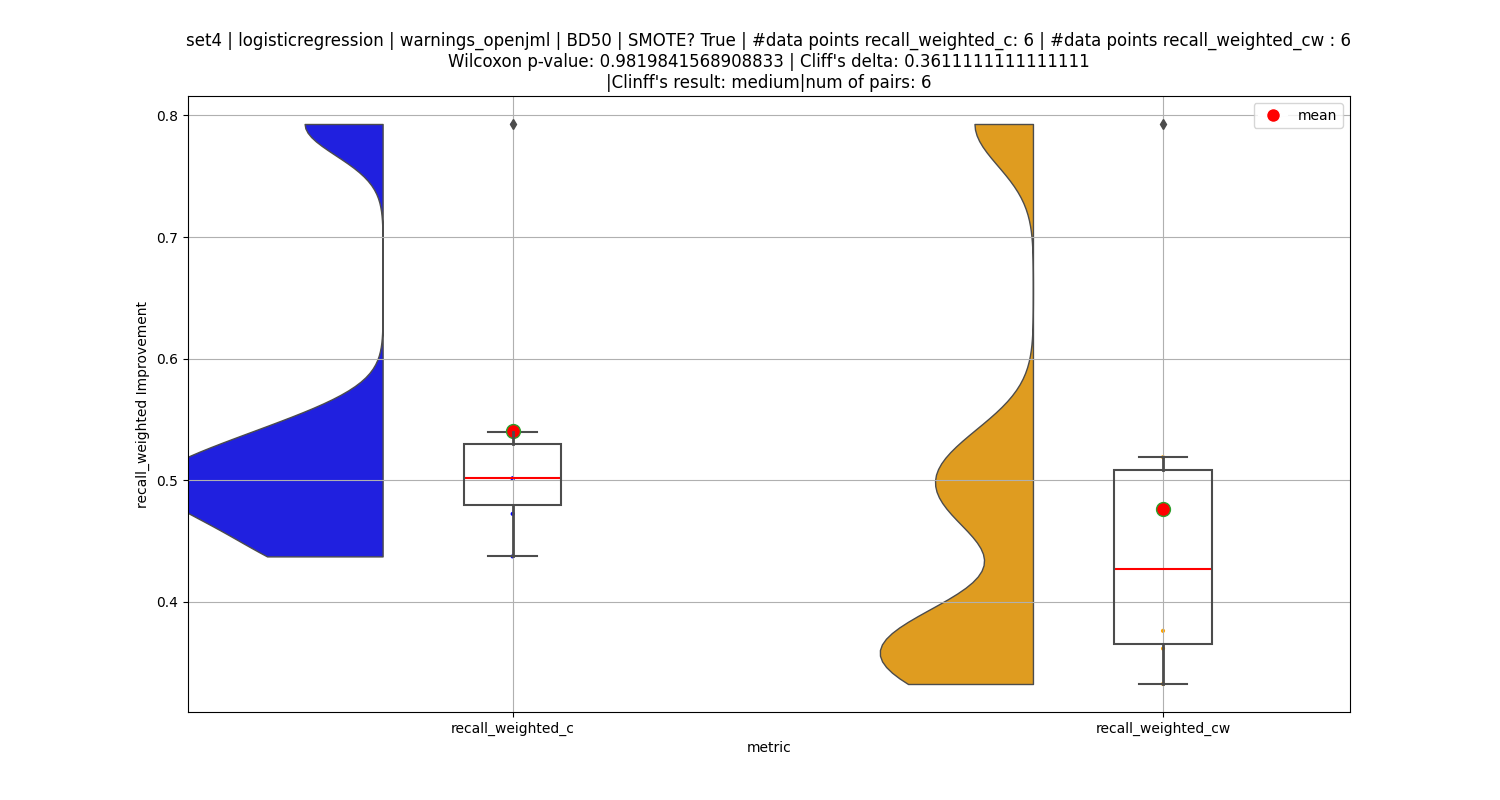 set4 | logisticregression | warnings_openjml | BD50 | SMOTE? True | #data points recall_weighted_c: 6 | #data points recall_weighted_cw : 6
Wilcoxon p-value: 0.9819841568908833 | Cliff's delta: 0.3611111111111111
|Clinff's result: medium|num of pairs: 6
mean
0.8
0.7
0.6
0.5
0.4
recall_weighted Improvement
recall_weighted_c
recall_weighted_cw
metric